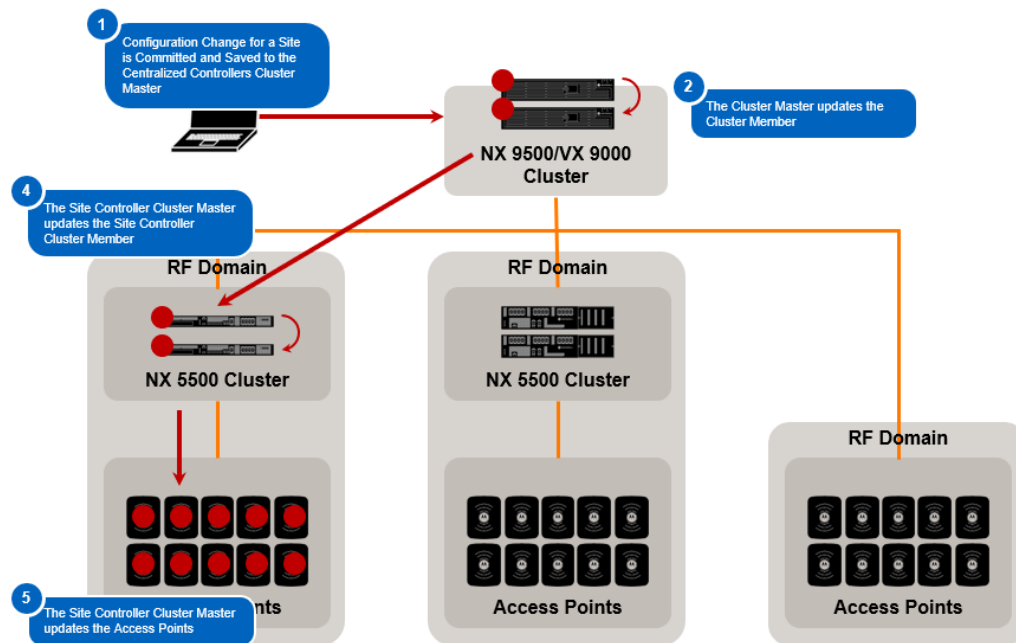 1
Configuration Change for a Site
is Committed and Saved to the
Centralized Controllers Cluster
Master
2
The Cluster Master updates the
Cluster Member
NX 9500/VX 9000
Cluster
4
The Site Controller Cluster Master
updates the Site Controller
Cluster Member
RF Domain
RF Domain
NX 5500 Cluster
NX 5500 Cluster
RF Domain
5
The Site Controller Cluster Master
updates the Access Points
nts
Access Points
Access Points